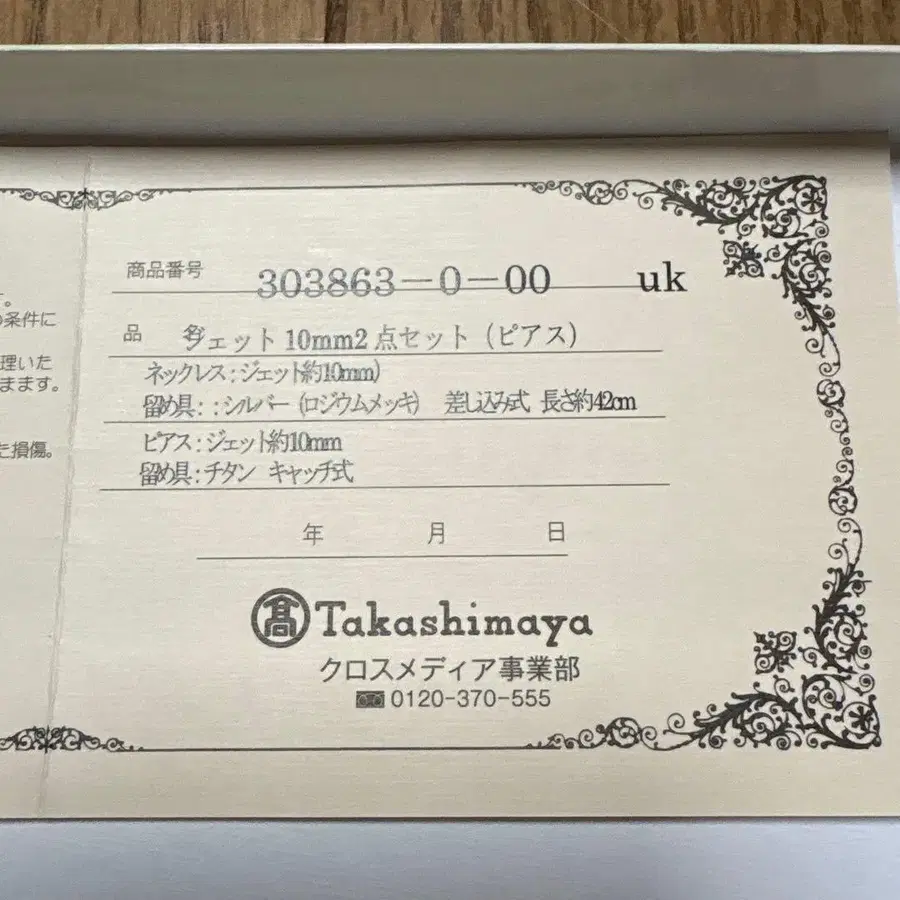 商品番号 303863-0-00 uk
品 名 ジェット 10mm2 点セット (ピアス)
ネックレス:ジェット約10mm)
留め具: :シルバー (ロジウムメッキ) 差し込み式 長さ約42cm
ピアス:ジェット約10mm
留め具:チタン キャッチ式
年 月 日
髙 Takashimaya
クロスメディア事業部
0120-370-555
。
の条件に
理いた
ます。
た損傷。